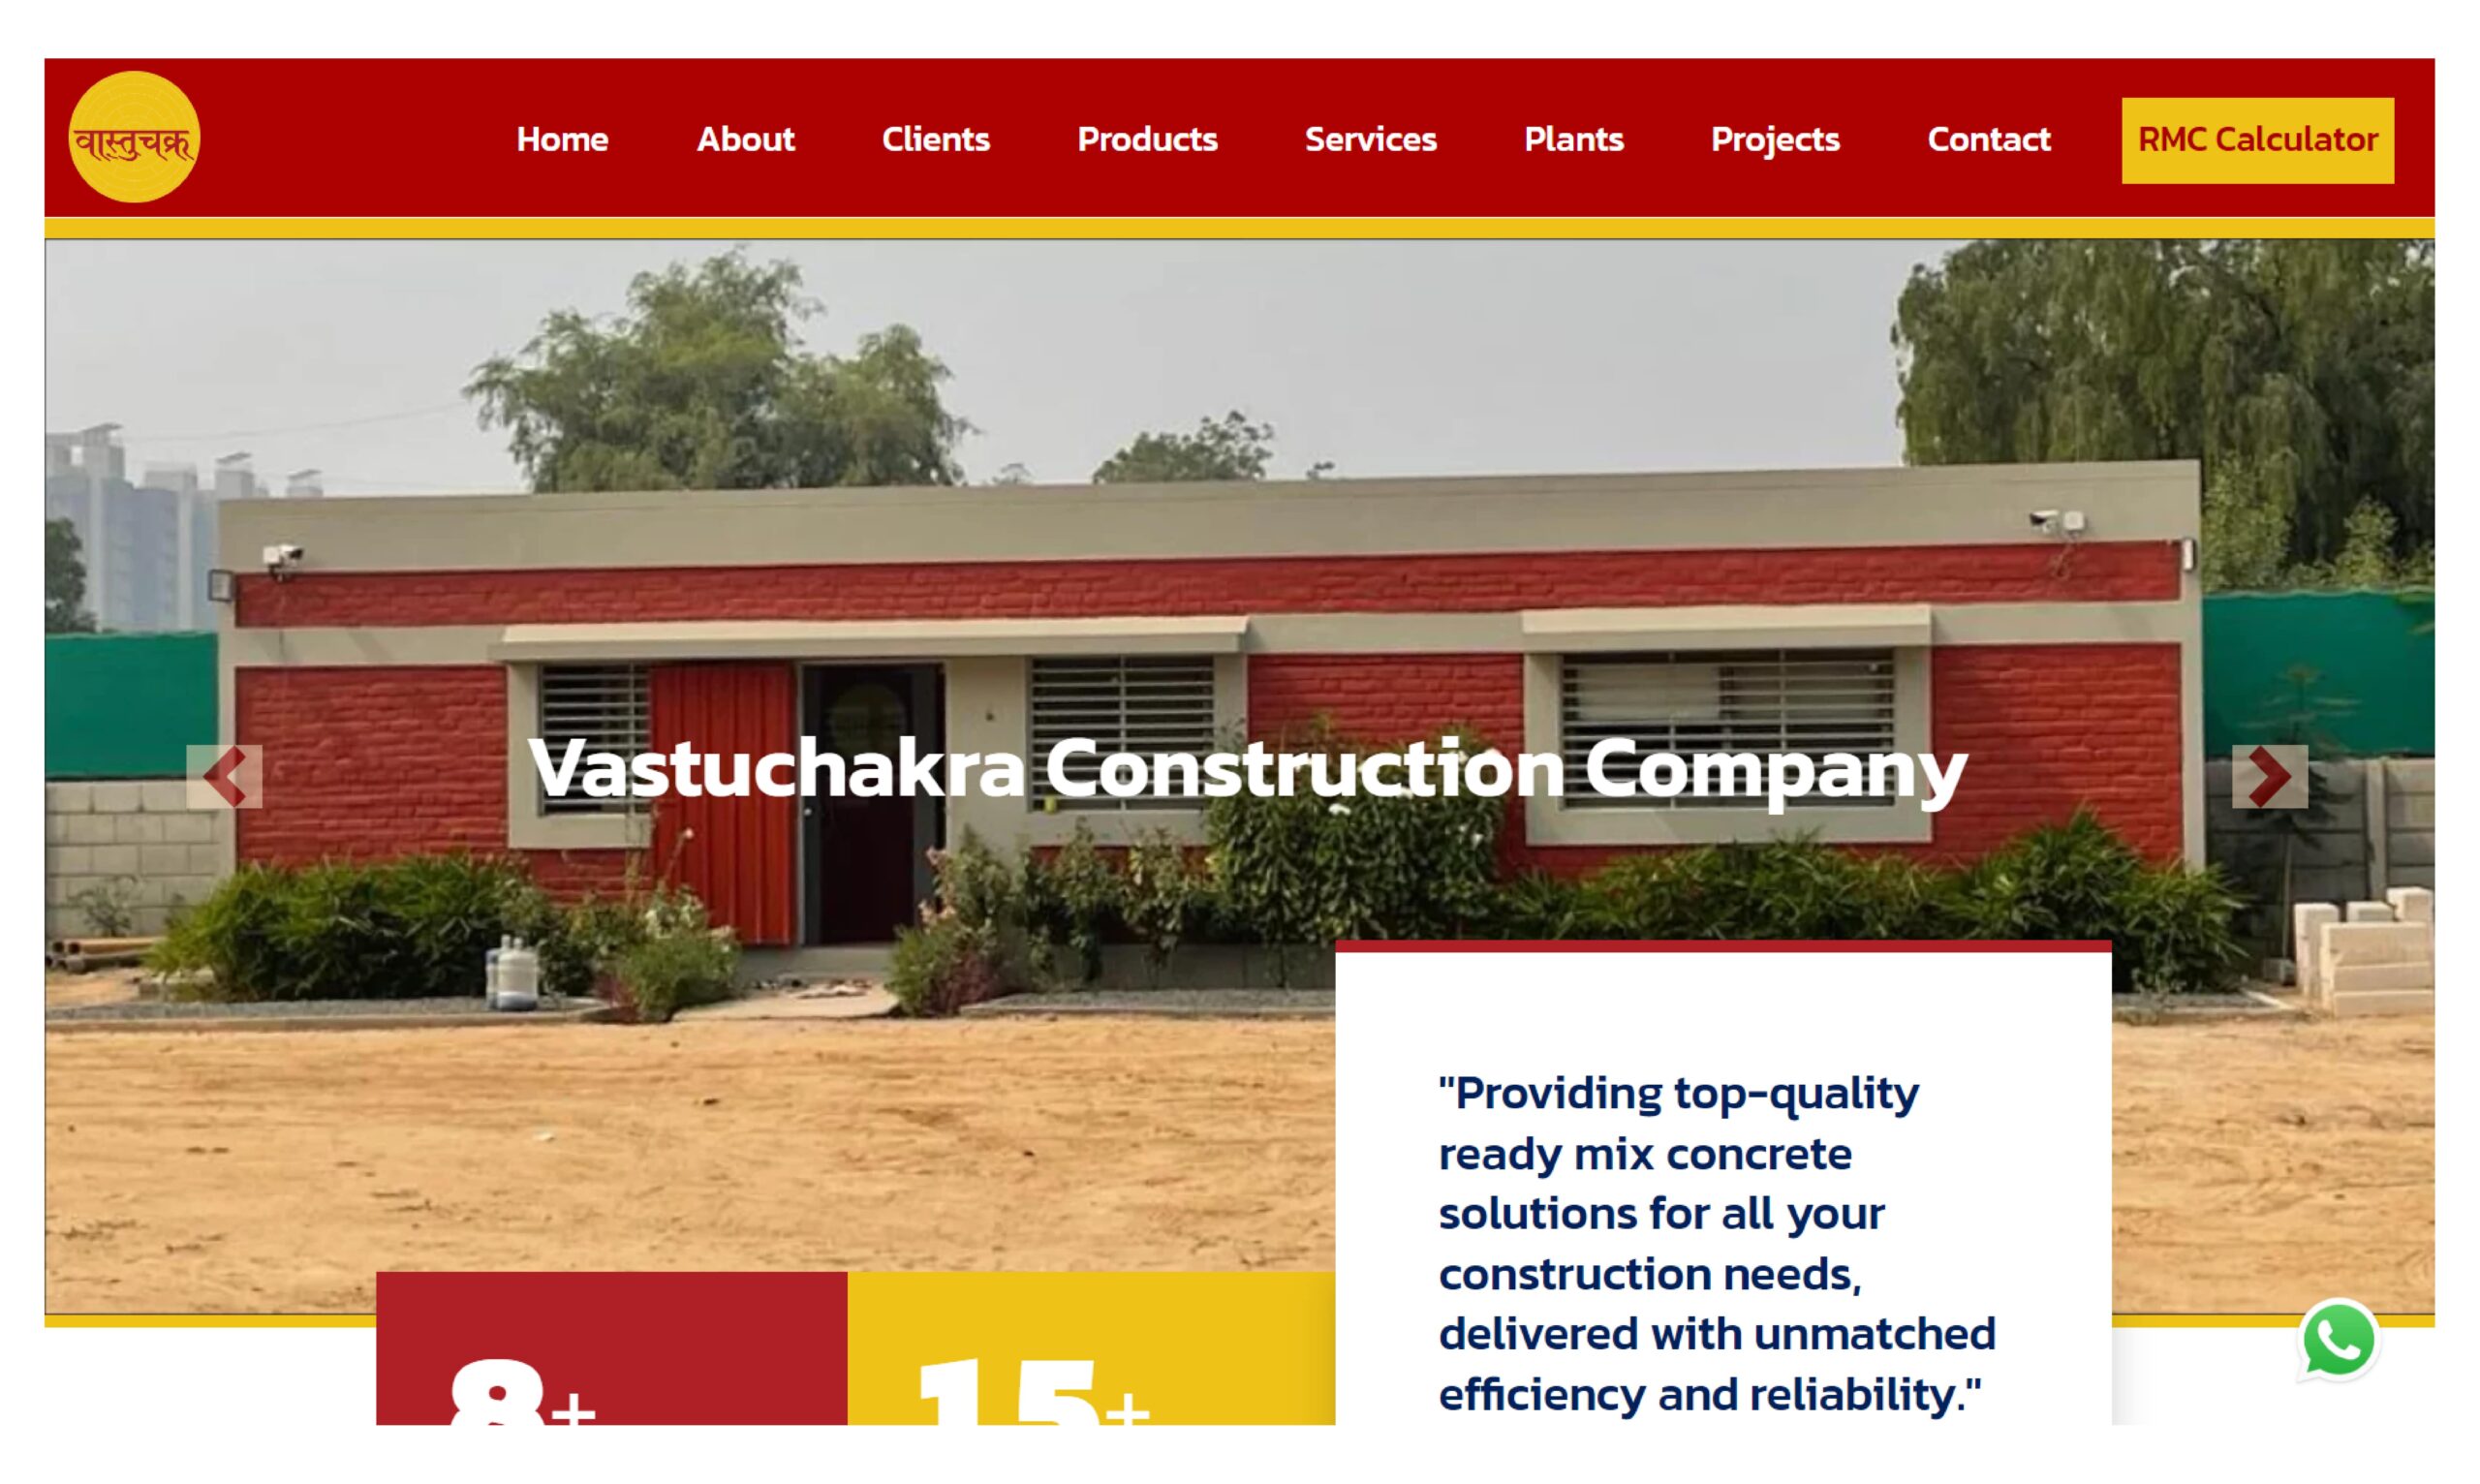 वास्तुचक्र
Home About Clients Products Services Plants Projects Contact RMC Calculator
Vastuchakra Construction Company
"Providing top-quality
ready mix concrete
solutions for all your
construction needs,
delivered with unmatched
efficiency and reliability."
8+ 15+